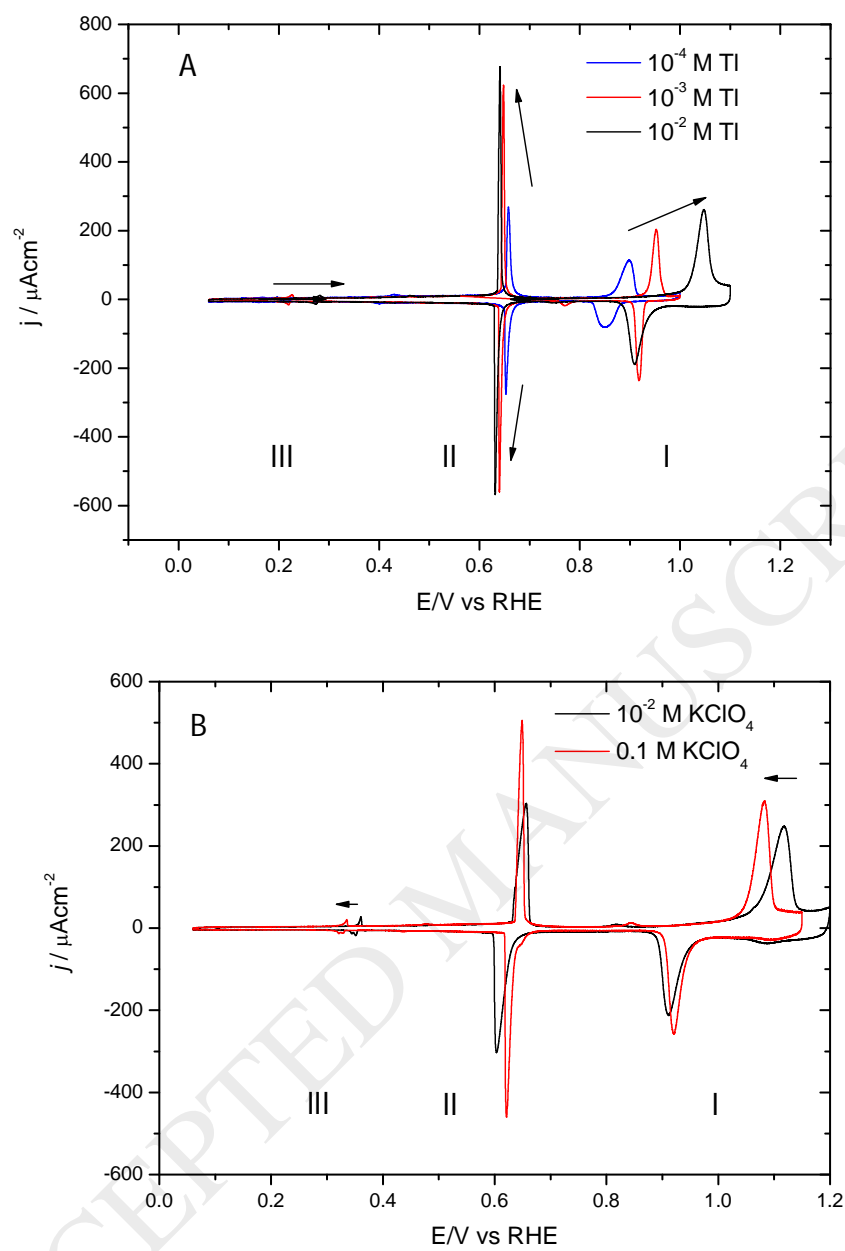 A
10⁻⁴ M Tl
10⁻³ M Tl
10⁻² M Tl
800
600
400
200
0
-200
-400
-600
j / μAcm⁻²
III II I
0.0 0.2 0.4 0.6 0.8 1.0 1.2
E/V vs RHE
B
10⁻² M KClO₄
0.1 M KClO₄
600
400
200
0
-200
-400
-600
j / μAcm⁻²
III II I
0.0 0.2 0.4 0.6 0.8 1.0 1.2
E/V vs RHE
CEPTED MANUSCR